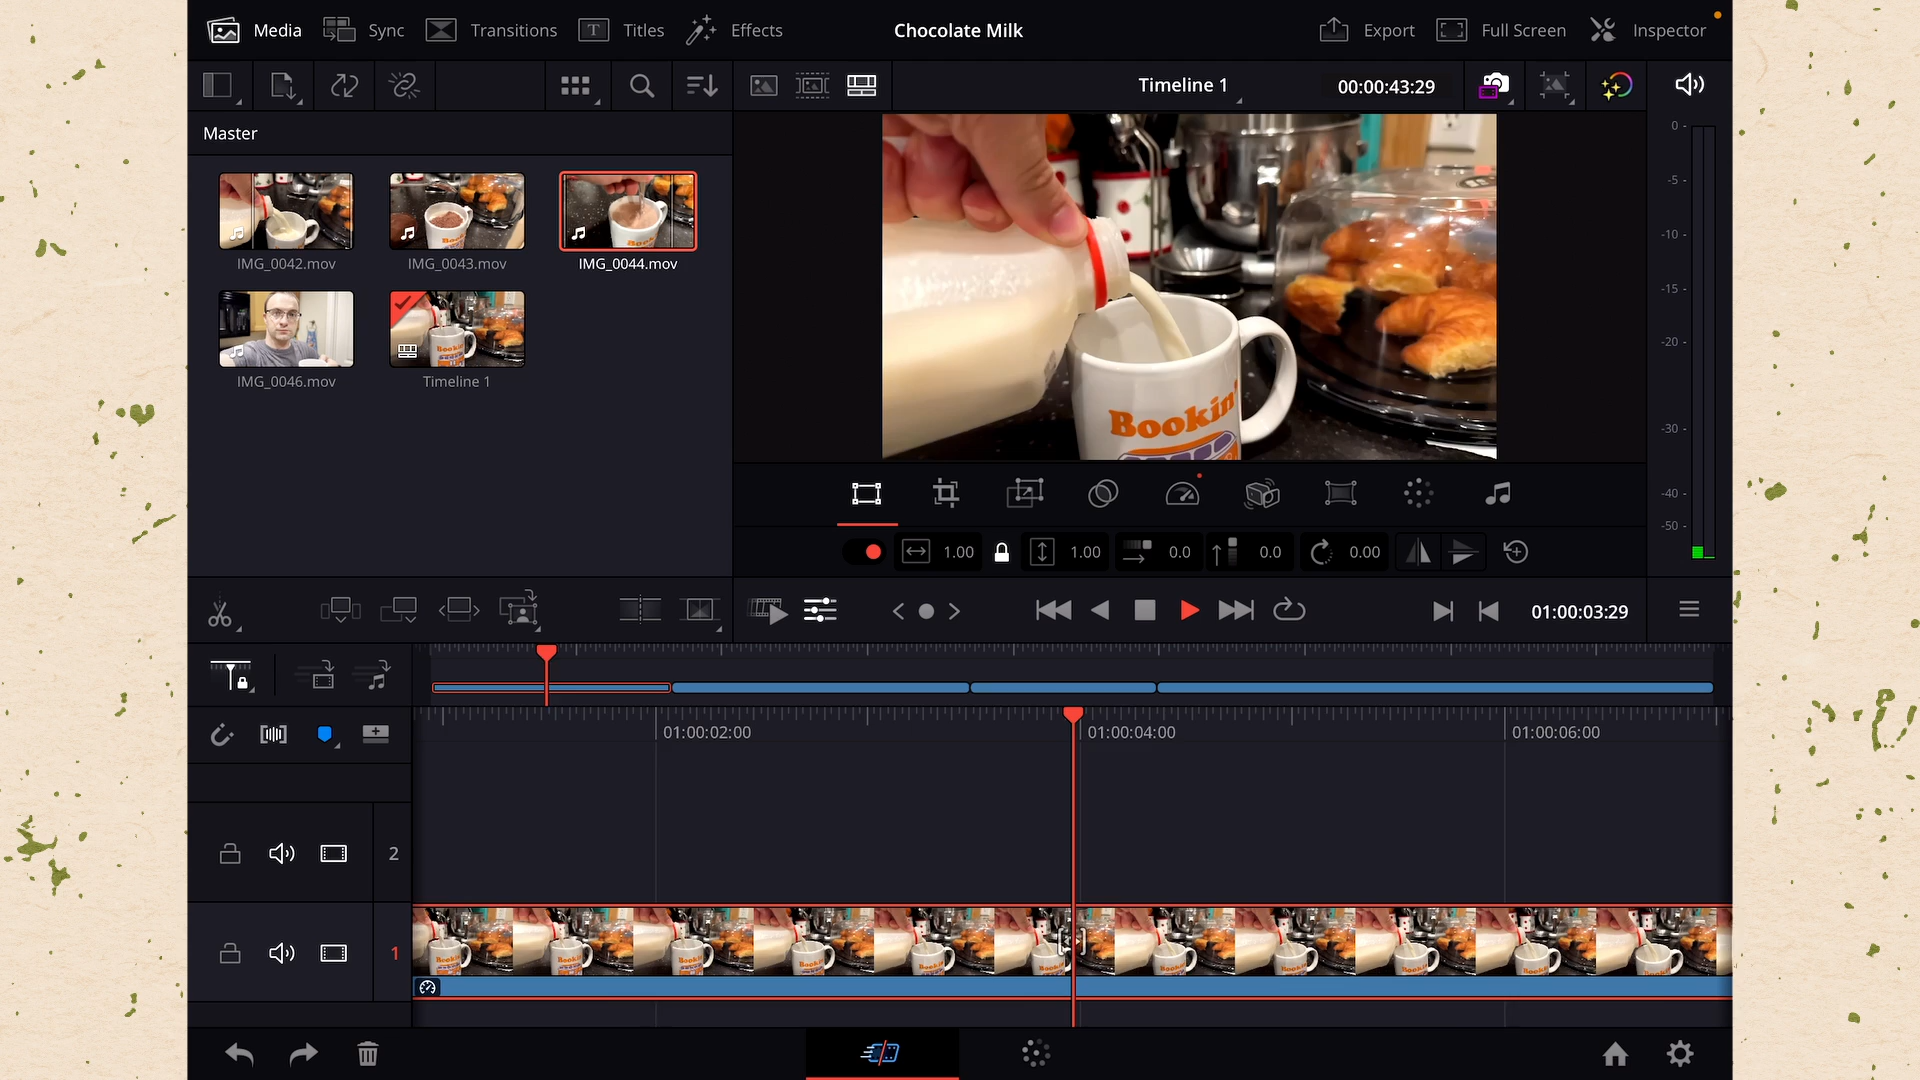 Media
Sync
Transitions
Titles
Effects
Chocolate Milk
Export
Full Screen
Inspector
Timeline 1
00:00:43:29
Master
IMG_0042.mov
IMG_0043.mov
IMG_0044.mov
IMG_0046.mov
Timeline 1
Bookin'
0
-5
-10
-15
-20
-30
-40
-50
1.00
1.00
0.0
0.0
0.00
01:00:03:29
01:00:02:00
01:00:04:00
01:00:06:00
2
1